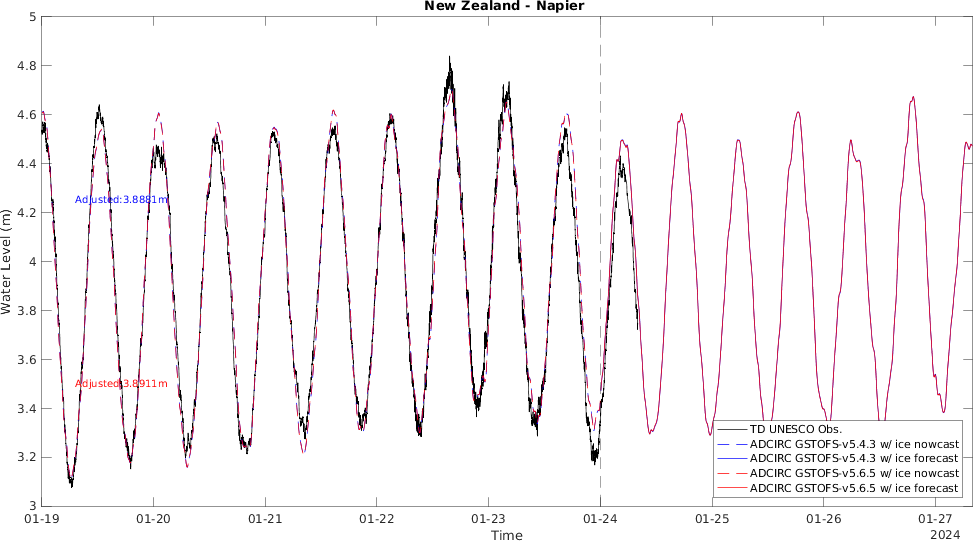 New Zealand - Napier
5
4.8
4.6
4.4
4.2
4
3.8
3.6
3.4
3.2
3
Water Level (m)
Adjusted:3.8881m
Adjusted:3.8911m
TD UNESCO Obs.
ADCIRC GSTOFS-v5.4.3 w/ ice nowcast
ADCIRC GSTOFS-v5.4.3 w/ ice forecast
ADCIRC GSTOFS-v5.6.5 w/ ice nowcast
ADCIRC GSTOFS-v5.6.5 w/ ice forecast
01-19 01-20 01-21 01-22 01-23 01-24 01-25 01-26 01-27
Time
2024